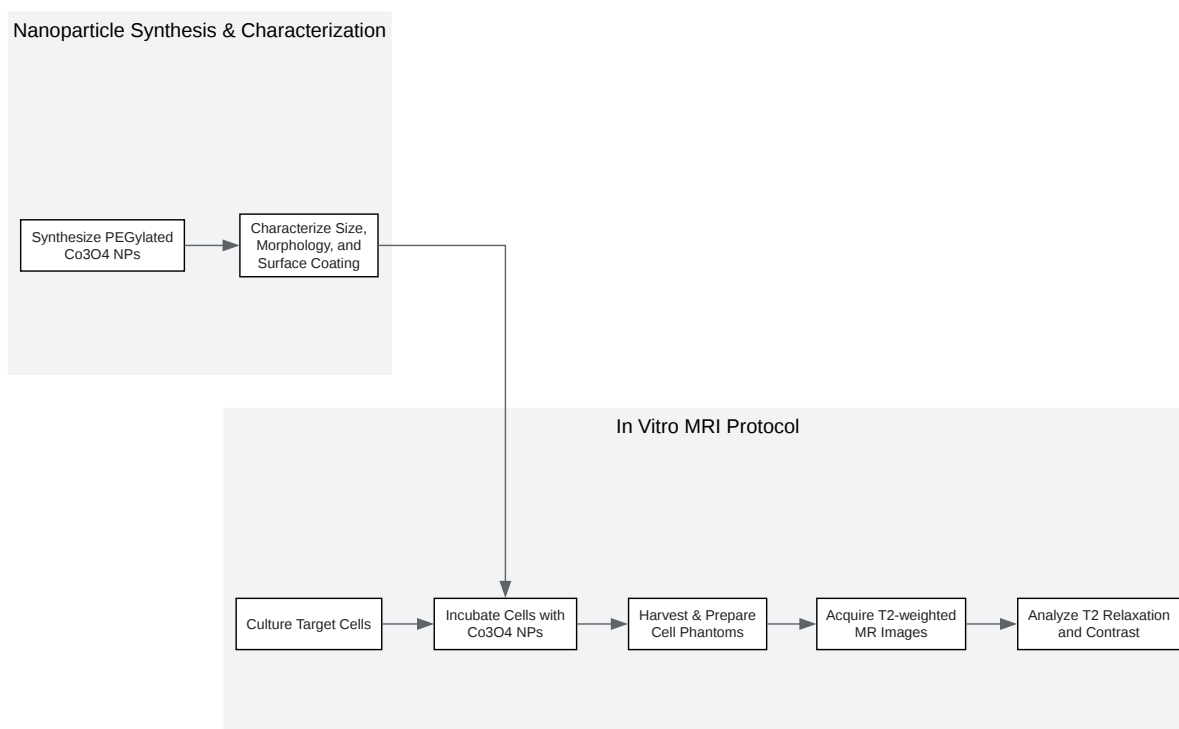 Nanoparticle Synthesis & Characterization
Synthesize PEGylated
Co3O4 NPs
Characterize Size,
Morphology, and
Surface Coating
In Vitro MRI Protocol
Culture Target Cells
Incubate Cells with
Co3O4 NPs
Harvest & Prepare
Cell Phantoms
Acquire T2-weighted
MR Images
Analyze T2 Relaxation
and Contrast